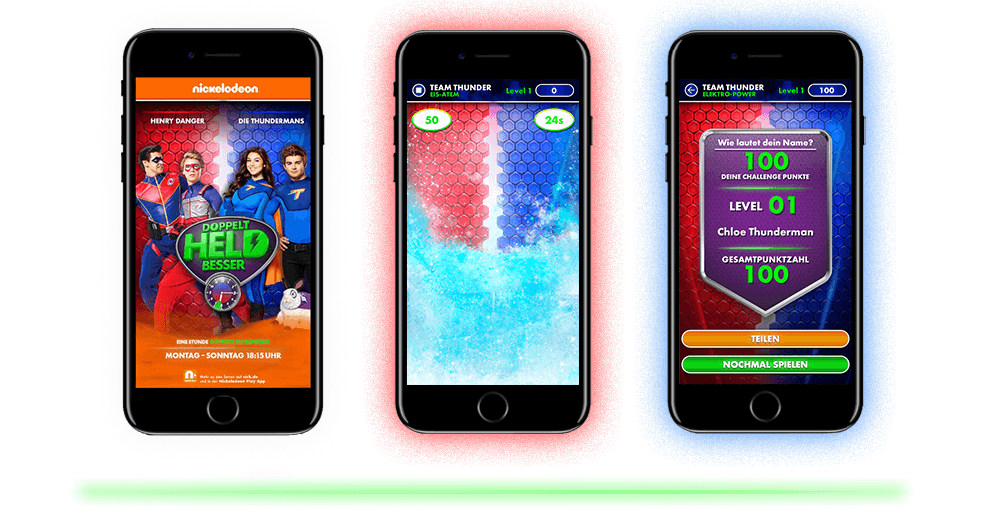 nickelodeon
HENRY DANGER
DIE THUNDERMANS
DOPPELT
HELD
BESSER
EINE STUNDE
MONTAG – SONNTAG 18:15 UHR
Mehr zu den Serien auf nick.de
und in der Nickelodeon Play App
TEAM THUNDER
EIS-ATEM
Level 1
0
50
24s
TEAM THUNDER
ELEKTRO-POWER
Level 1
100
Wie lautet dein Name?
100
DEINE CHALLENGE PUNKTE
LEVEL 01
Chloe Thunderman
GESAMTPUNKTZAHL
100
TEILEN
NOCHMAL SPIELEN